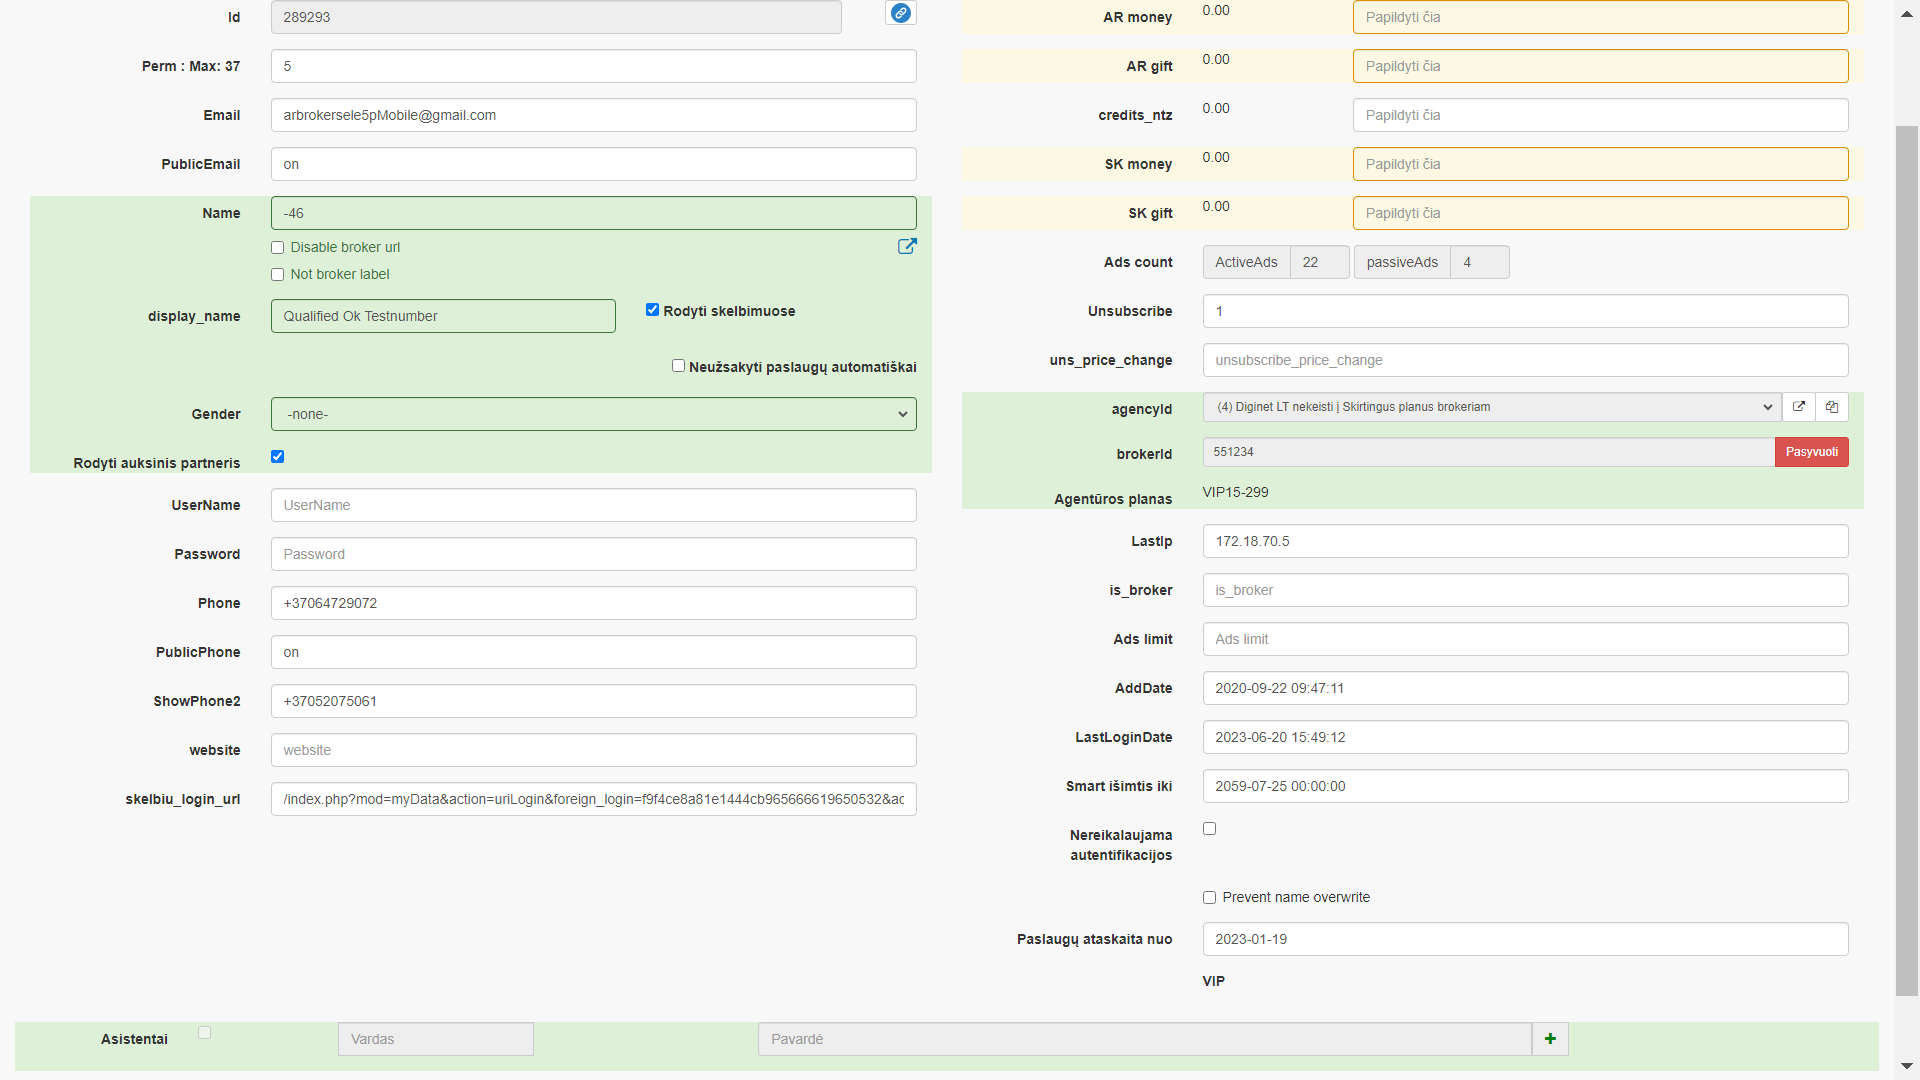 Id 289293
Perm : Max: 37 5
Email arbrokersele5pMobile@gmail.com
PublicEmail on
Name -46
Disable broker url
Not broker label
display_name Qualified Ok Testnumber Rodyti skelbimuose
Neužsakyti paslaugų automatiškai
Gender -none-
Rodyti auksinis partneris
UserName UserName
Password Password
Phone +37064729072
PublicPhone on
ShowPhone2 +37052075061
website website
skelbiu_login_url /index.php?mod=myData&action=uriLogin&foreign_login=f9f4ce8a81e1444cb965666619650532&ac
AR money 0.00 Papildyti čia
AR gift 0.00 Papildyti čia
credits_ntz 0.00 Papildyti čia
SK money 0.00 Papildyti čia
SK gift 0.00 Papildyti čia
Ads count ActiveAds 22 passiveAds 4
Unsubscribe 1
uns_price_change unsubscribe_price_change
agencyId (4) Diginet LT nekeisti į Skirtingus planus brokeriam
brokerId 551234 Pasyvuoti
Agentūros planas VIP15-299
LastIp 172.18.70.5
is_broker is_broker
Ads limit Ads limit
AddDate 2020-09-22 09:47:11
LastLoginDate 2023-06-20 15:49:12
Smart išimtis iki 2059-07-25 00:00:00
Nereikalaujama
autentifikacijos
Prevent name overwrite
Paslaugų ataskaita nuo 2023-01-19
VIP
Asistentai Vardas Pavardė